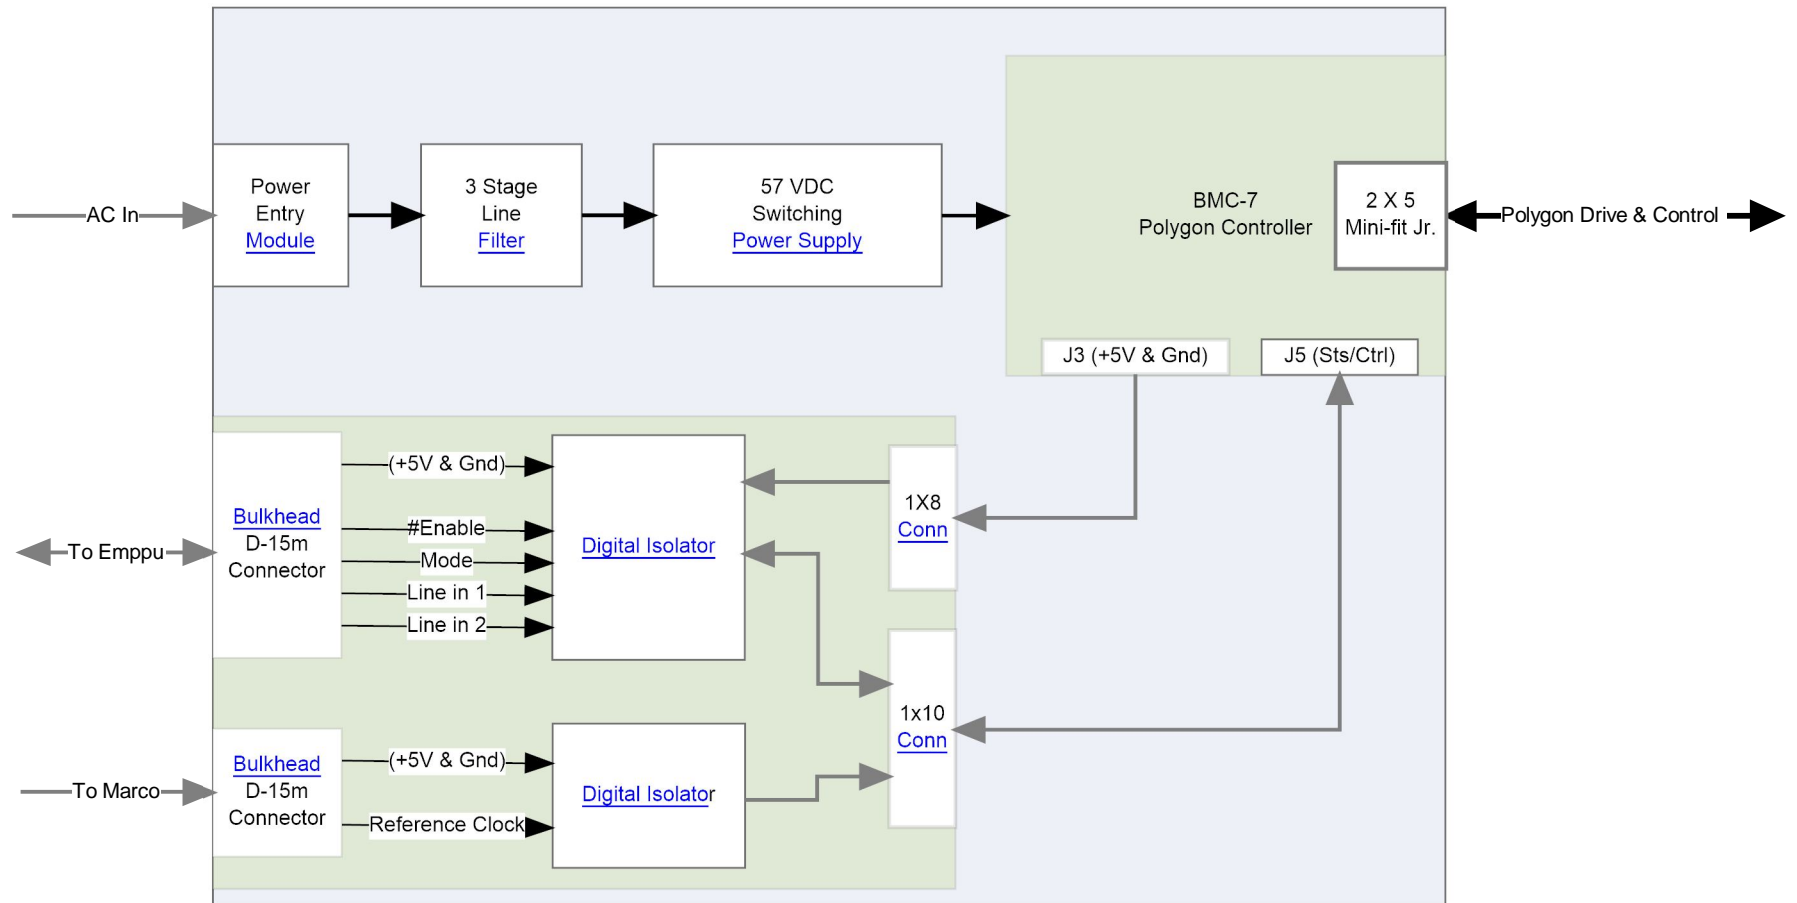 AC In
Power
Entry
Module
3 Stage
Line
Filter
57 VDC
Switching
Power Supply
BMC-7
Polygon Controller
2 X 5
Mini-fit Jr.
Polygon Drive & Control
J3 (+5V & Gnd)
J5 (Sts/Ctrl)
To Emppu
Bulkhead
D-15m
Connector
(+5V & Gnd)
#Enable
Mode
Line in 1
Line in 2
Digital Isolator
1X8
Conn
1x10
Conn
To Marco
Bulkhead
D-15m
Connector
(+5V & Gnd)
Reference Clock
Digital Isolator